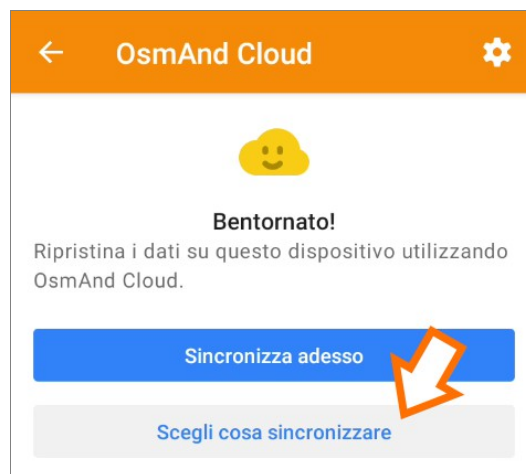 OsmAnd Cloud
Bentornato!
Ripristina i dati su questo dispositivo utilizzando
OsmAnd Cloud.
Sincronizza adesso
Scegli cosa sincronizzare